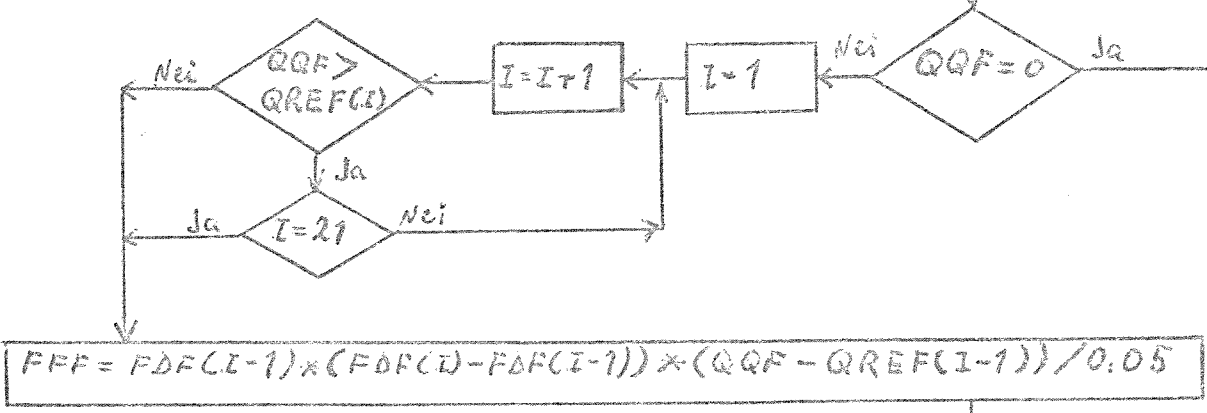 QQF=0
Nei
Ja
I=1
I=I+1
QQF>
QREF(I)
Nei
Ja
I=21
Ja
Nei
FFF = FDF(I-1)*(FDF(I)-FDF(I-1))*(QQF-QREF(I-1))/0.05